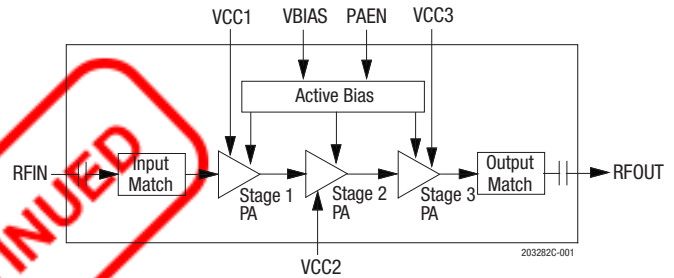 VCC1 VBIAS PAEN VCC3
Active Bias
RFIN
Input
Match
Stage 1
PA
Stage 2
PA
Stage 3
PA
Output
Match
RFOUT
VCC2
203282C-001
NUED